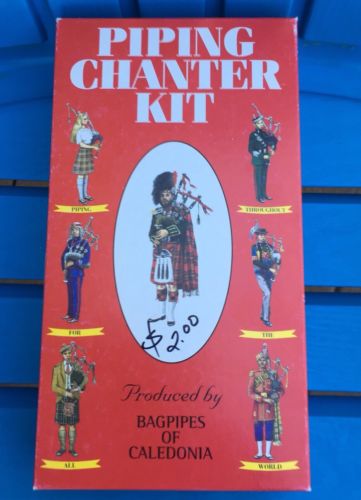 PIPING
CHANTER
KIT
PIPING
THROUGHOUT
FOR
THE
ALL
WORLD
$2.00
Produced by
BAGPIPES
OF
CALEDONIA